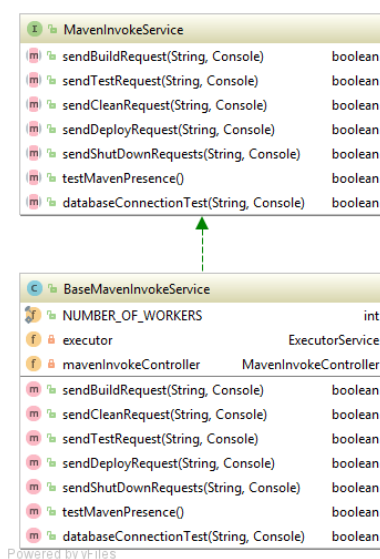 I MavenInvokeService
m sendBuildRequest(String, Console) boolean
m sendTestRequest(String, Console) boolean
m sendCleanRequest(String, Console) boolean
m sendDeployRequest(String, Console) boolean
m sendShutDownRequests(String, Console) boolean
m testMavenPresence() boolean
m databaseConnectionTest(String, Console) boolean
C BaseMavenInvokeService
f NUMBER_OF_WORKERS int
f executor ExecutorService
f mavenInvokeController MavenInvokeController
m sendBuildRequest(String, Console) boolean
m sendCleanRequest(String, Console) boolean
m sendTestRequest(String, Console) boolean
m sendDeployRequest(String, Console) boolean
m sendShutDownRequests(String, Console) boolean
m testMavenPresence() boolean
m databaseConnectionTest(String, Console) boolean
Powered by yFiles